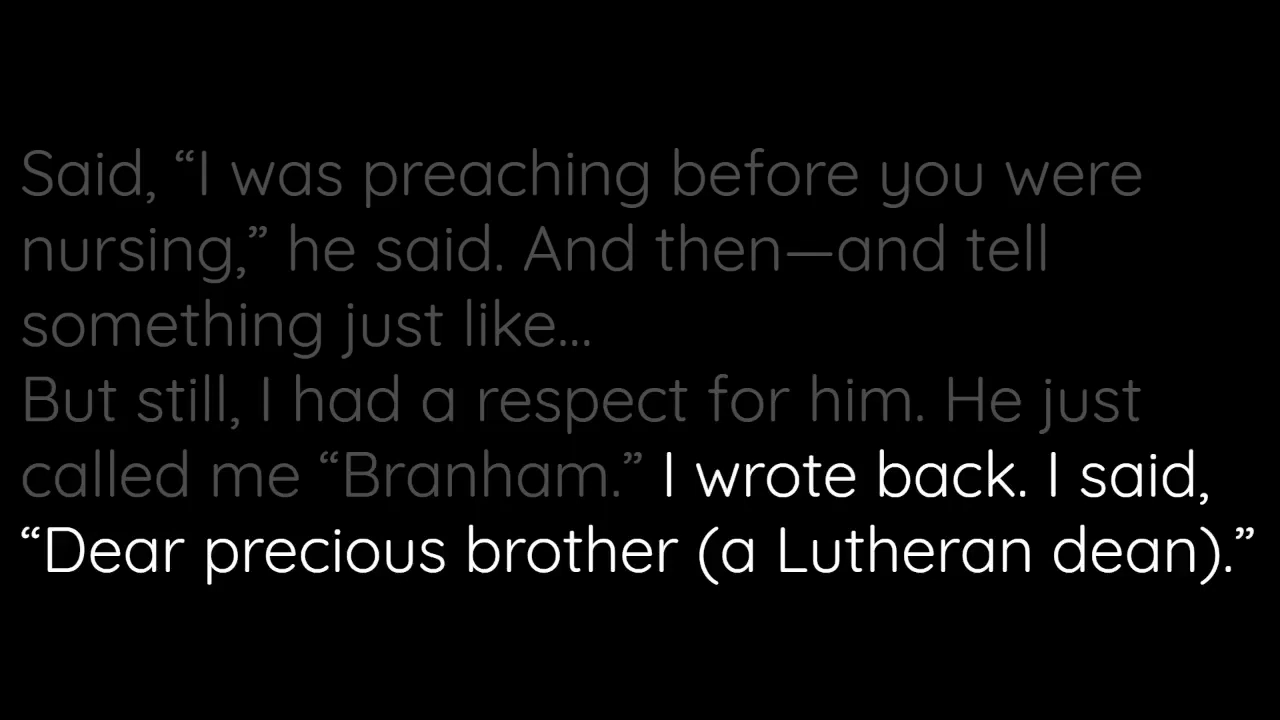 Said, “I was preaching before you were
nursing,” he said. And then—and tell
something just like...
But still, I had a respect for him. He just
called me “Branham.” I wrote back. I said,
“Dear precious brother (a Lutheran dean).”